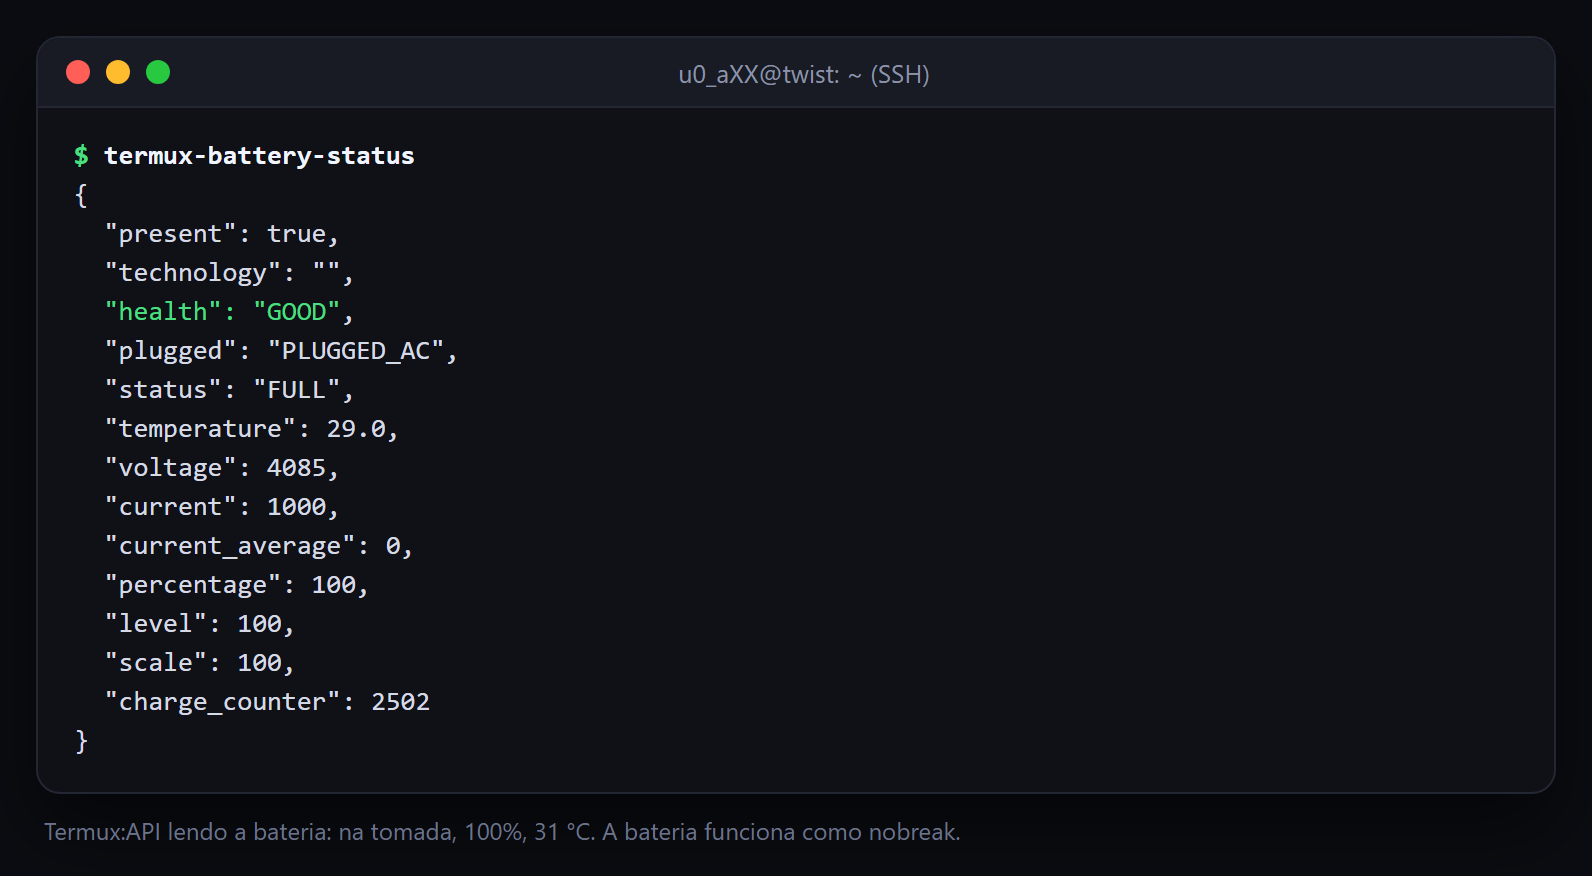 u0_aXX@twist: ~ (SSH)
$ termux-battery-status
{
  "present": true,
  "technology": "",
  "health": "GOOD",
  "plugged": "PLUGGED_AC",
  "status": "FULL",
  "temperature": 29.0,
  "voltage": 4085,
  "current": 1000,
  "current_average": 0,
  "percentage": 100,
  "level": 100,
  "scale": 100,
  "charge_counter": 2502
}
Termux:API lendo a bateria: na tomada, 100%, 31 °C. A bateria funciona como nobreak.